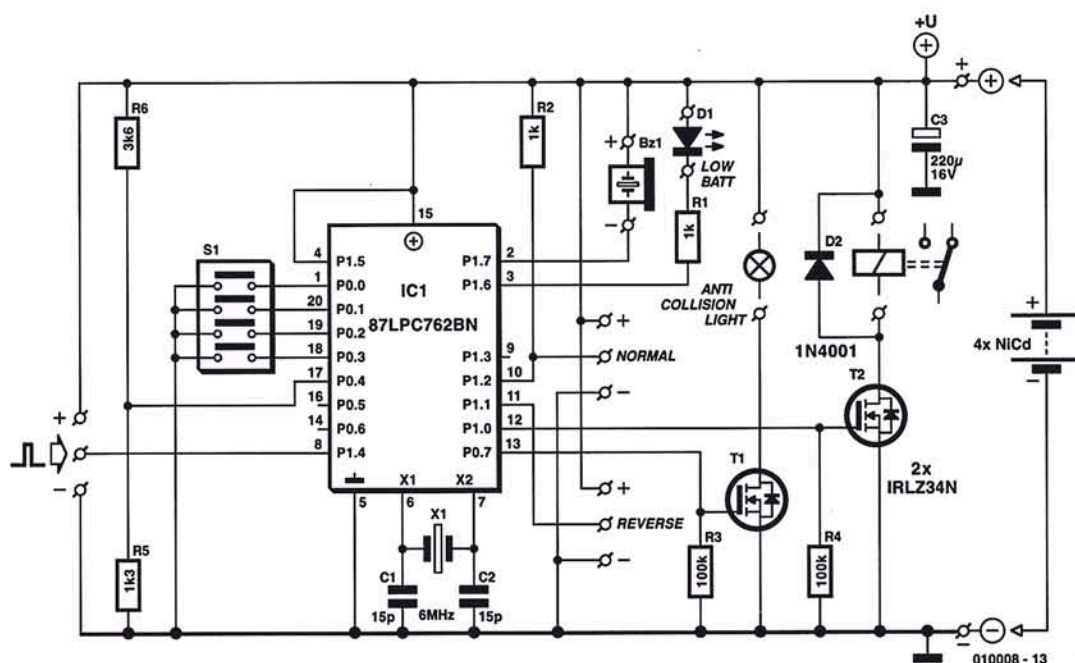 +U
+
+
R6
3k6
R2
1k
D1
+
Bz1
LOW
BATT
C3
220µ
16V
R1
1k
15
+
S1
4
P1.5
P1.7
2
1
P0.0
P1.6
3
IC1
20
P0.1
87LPC762BN
19
P0.2
18
P0.3
P1.3
9
17
P0.4
P1.2
10
16
P0.5
P1.1
11
14
P0.6
P1.0
12
8
P1.4
P0.7
13
X1
X2
5
6
7
–
+
NORMAL
–
ANTI
COLLISION
LIGHT
D2
1N4001
T2
+
4x NiCd
–
+
–
T1
2x
IRLZ34N
+
REVERSE
–
X1
R5
1k3
C1
15p
6MHz
C2
15p
R3
100k
R4
100k
–
–
010008 - 13